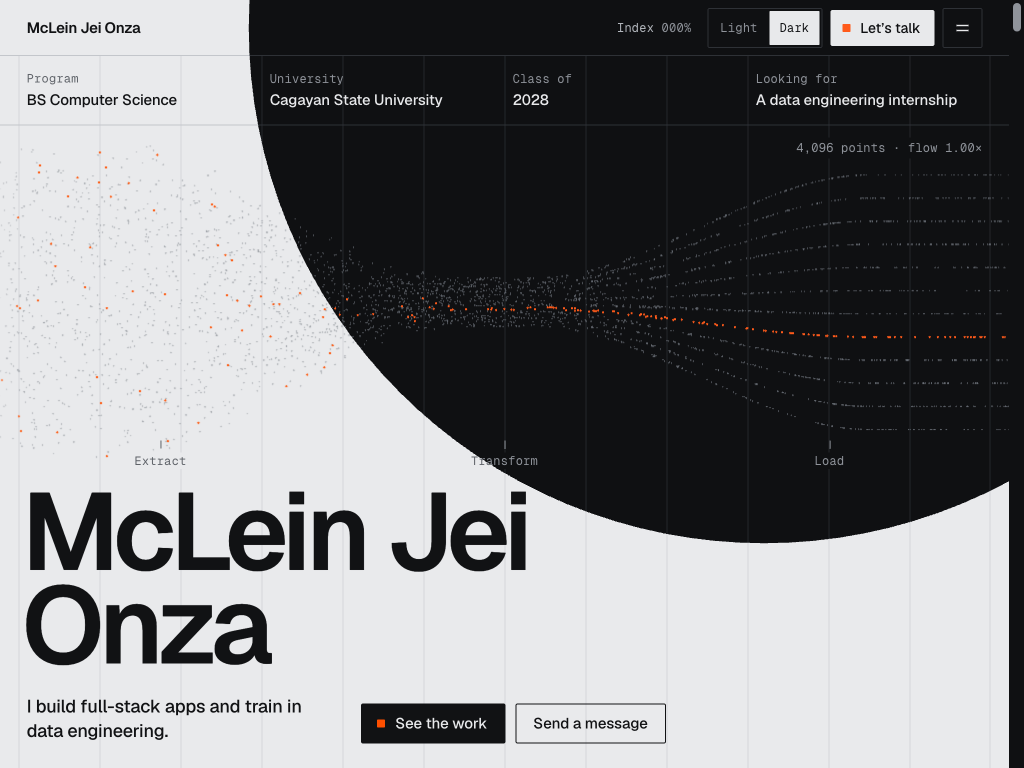 McLein Jei Onza
Index 000%
Light
Dark
Let's talk
Program
BS Computer Science
University
Cagayan State University
Class of
2028
Looking for
A data engineering internship
4,096 points · flow 1.00×
Extract
Transform
Load
McLein Jei
Onza
I build full-stack apps and train in
data engineering.
See the work
Send a message